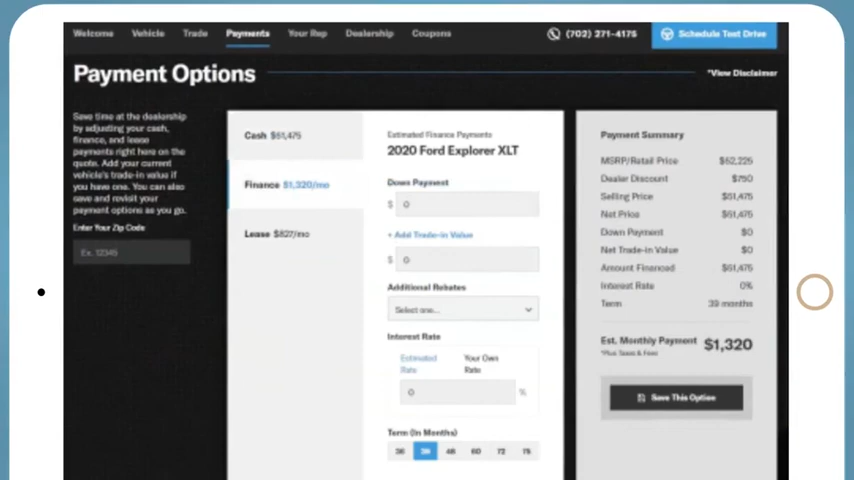 Welcome Vehicle Trade Payments Your Rep Dealership Coupons (702) 271-4175 Schedule Test Drive
Payment Options *View Disclaimer
Save time at the dealership
by adjusting your cash,
finance, and lease
payments right here on the
quote. Add your current
vehicle's trade-in value if
you have one. You can also
save and revisit your
payment options as you go.
Enter Your Zip Code
Ex. 12345
Cash $51,475
Finance $1,320/mo
Lease $827/mo
Estimated Finance Payments
2020 Ford Explorer XLT
Down Payment
$ 0
+ Add Trade-in Value
$ 0
Additional Rebates
Select one...
Interest Rate
Estimated
Rate
Your Own
Rate
0 %
Term (In Months)
36 39 48 60 72 75
Payment Summary
MSRP/Retail Price $52,225
Dealer Discount $750
Selling Price $51,475
Net Price $51,475
Down Payment $0
Net Trade-in Value $0
Amount Financed $51,475
Interest Rate 0%
Term 39 months
Est. Monthly Payment $1,320
*Plus Taxes & Fees
Save This Option